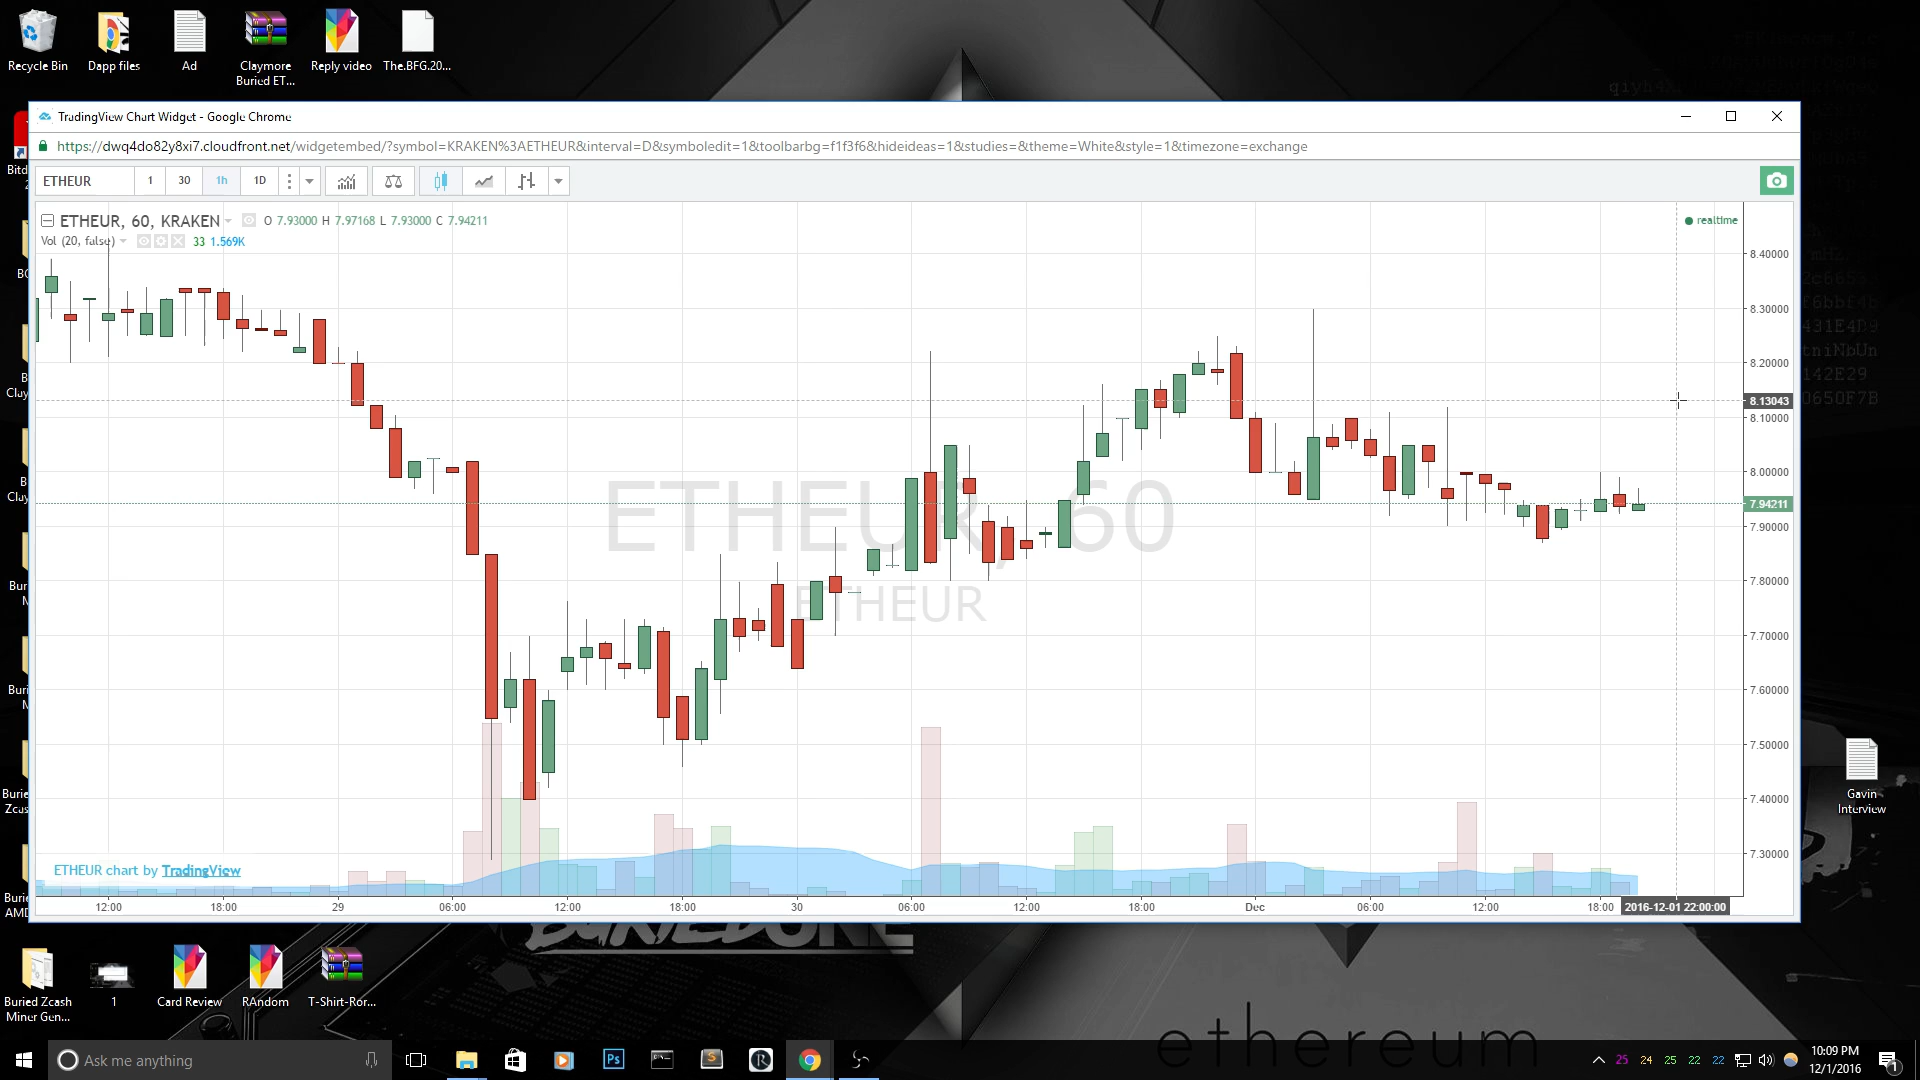 Recycle Bin
Dapp files
Ad
Claymore
Buried ET...
Reply video
The.BFG.20...
TradingView Chart Widget - Google Chrome
https://dwq4do82y8xi7.cloudfront.net/widgetembed/?symbol=KRAKEN%3AETHEUR&interval=D&symboledit=1&toolbarbg=f1f3f6&hideideas=1&studies=&theme=White&style=1&timezone=exchange
ETHEUR 1 30 1h 1D
ETHEUR, 60, KRAKEN O 7.93000 H 7.97168 L 7.93000 C 7.94211
realtime
Vol (20, false) 33 1.569K
8.40000
8.30000
8.20000
8.13043
8.10000
8.00000
7.94211
7.90000
7.80000
7.70000
7.60000
7.50000
7.40000
7.30000
ETHEUR, 60
ETHEUR
ETHEUR chart by TradingView
12:00 18:00 29 06:00 12:00 18:00 30 06:00 12:00 18:00 Dec 06:00 12:00 18:00 2016-12-01 22:00:00
Gavin
Interview
Buried Zcash
Miner Gen...
1
Card Review
RAndom
T-Shirt-Ror...
ethereum
Ask me anything
Ps
25 24 25 22 22
10:09 PM
12/1/2016
1